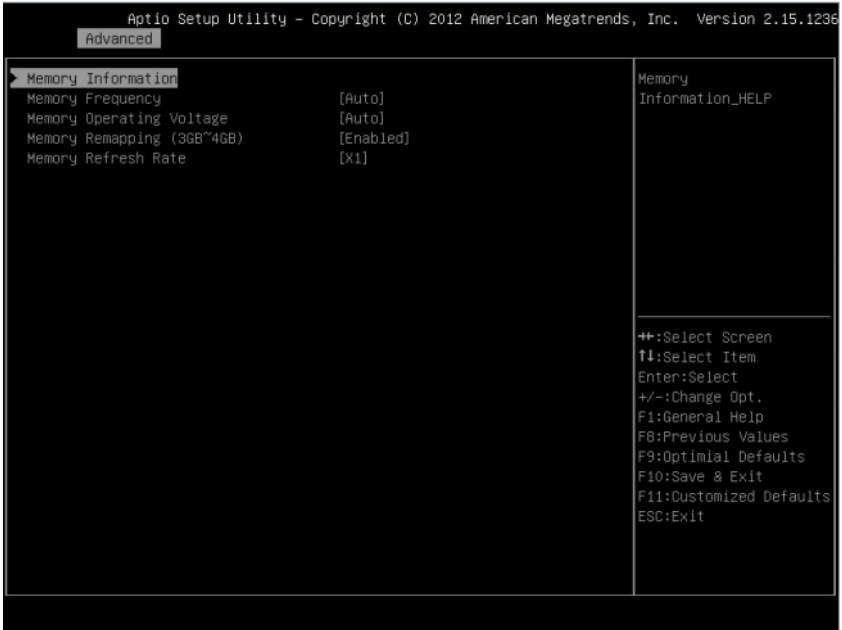 Aptio Setup Utility – Copyright (C) 2012 American Megatrends, Inc. Version 2.15.1236
Advanced
Memory Information
Memory Frequency [Auto]
Memory Operating Voltage [Auto]
Memory Remapping (3GB~4GB) [Enabled]
Memory Refresh Rate [X1]
Memory
Information_HELP
→←:Select Screen
↑↓:Select Item
Enter:Select
+/-:Change Opt.
F1:General Help
F8:Previous Values
F9:Optimial Defaults
F10:Save & Exit
F11:Customized Defaults
ESC:Exit